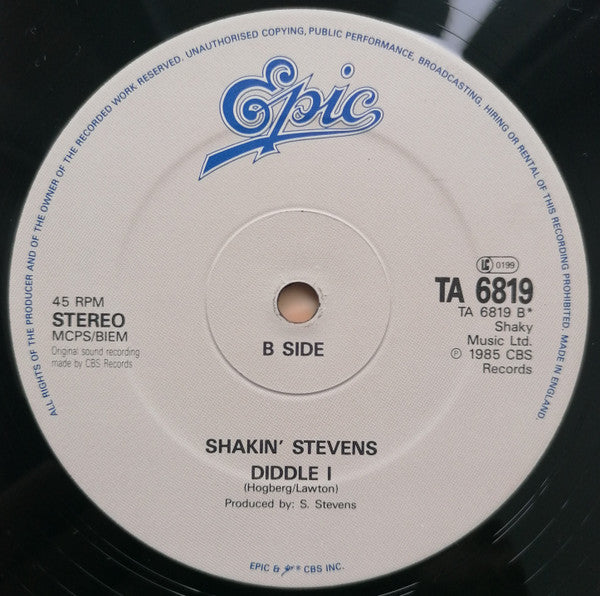 ALL RIGHTS OF THE PRODUCER AND OF THE OWNER OF THE RECORDED WORK RESERVED. UNAUTHORISED COPYING, PUBLIC PERFORMANCE, BROADCASTING, HIRING OR RENTAL OF THIS RECORDING PROHIBITED. MADE IN ENGLAND.
Epic
45 RPM
STEREO
MCPS/BIEM
Original sound recording
made by CBS Records
B SIDE
LC 0199
TA 6819
TA 6819 B*
Shaky
Music Ltd.
℗ 1985 CBS
Records
SHAKIN' STEVENS
DIDDLE I
(Hogberg/Lawton)
Produced by: S. Stevens
EPIC & CBS INC.